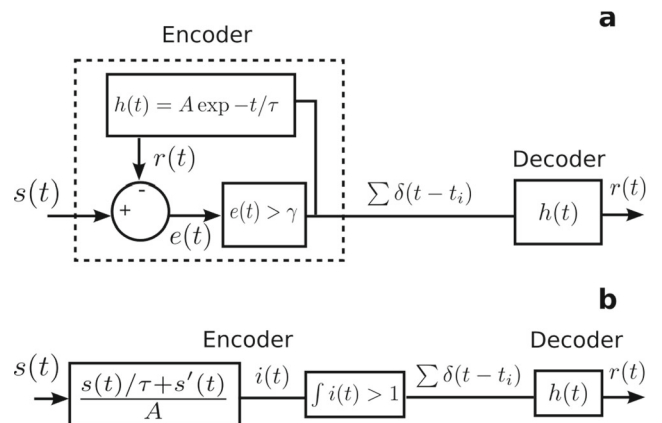 a
Encoder
h(t) = A exp −t/τ
r(t)
-
Decoder
s(t)
+
e(t)
e(t) > γ
∑ δ(t − t_i)
h(t)
r(t)
b
Encoder
Decoder
s(t)
s(t)/τ+s′(t)
A
i(t)
∫ i(t) > 1
∑ δ(t − t_i)
h(t)
r(t)